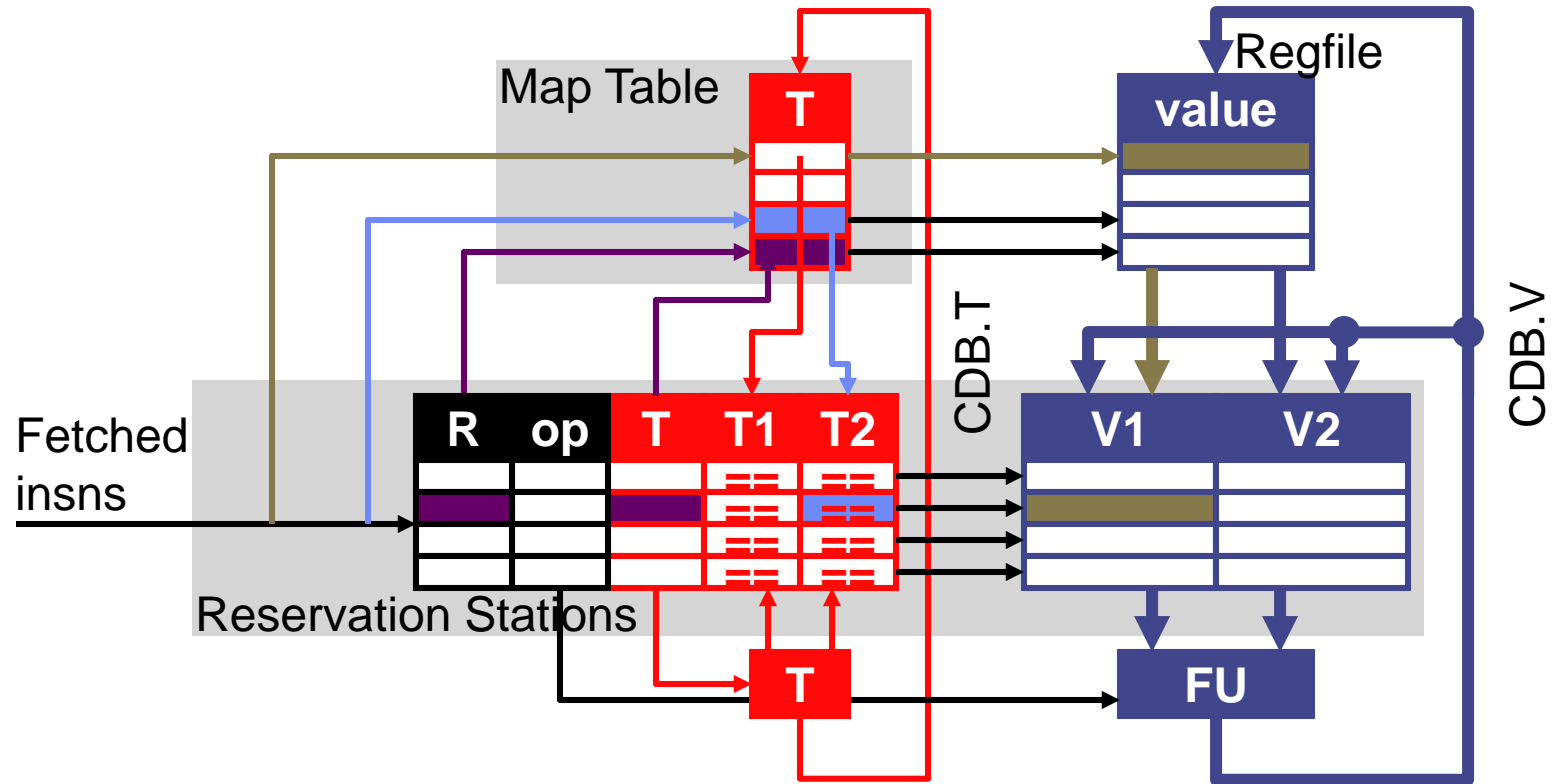 Map Table
T
Regfile
value
CDB.T
CDB.V
Fetched
insns
R op T T1 T2
V1 V2
== ==
== == 
== ==
== ==
Reservation Stations
T
FU